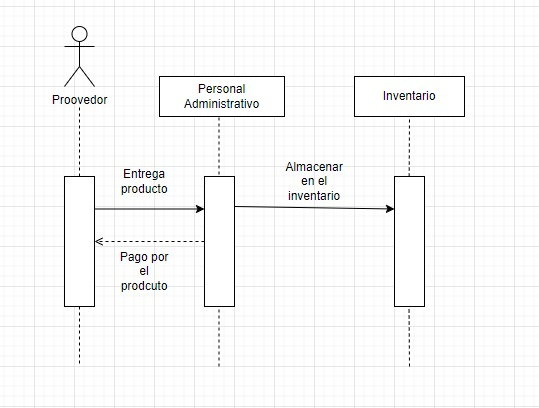 Proovedor
Personal
Administrativo
Inventario
Entrega
producto
Almacenar
en el
inventario
Pago por
el
prodcuto